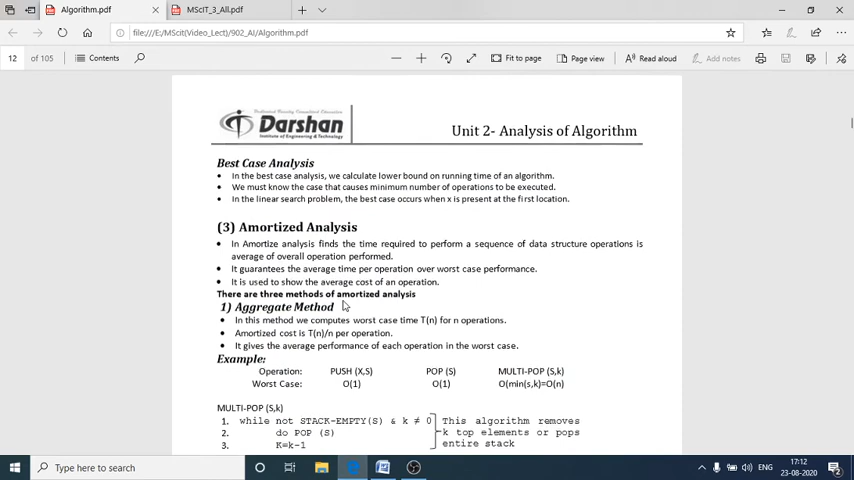 Algorithm.pdf
MScIT_3_All.pdf
file:///E:/MScit(Video_Lect)/902_AI/Algorithm.pdf
12 of 105
Contents
Fit to page
Page view
Read aloud
Add notes
Darshan
Institute of Engineering & Technology
Unit 2- Analysis of Algorithm
Best Case Analysis
• In the best case analysis, we calculate lower bound on running time of an algorithm.
• We must know the case that causes minimum number of operations to be executed.
• In the linear search problem, the best case occurs when x is present at the first location.
(3) Amortized Analysis
• In Amortize analysis finds the time required to perform a sequence of data structure operations is
average of overall operation performed.
• It guarantees the average time per operation over worst case performance.
• It is used to show the average cost of an operation.
There are three methods of amortized analysis
1) Aggregate Method
• In this method we computes worst case time T(n) for n operations.
• Amortized cost is T(n)/n per operation.
• It gives the average performance of each operation in the worst case.
Example:
Operation: PUSH (X,S) POP (S) MULTI-POP (S,k)
Worst Case: O(1) O(1) O(min(s,k)=O(n)
MULTI-POP (S,k)
1. while not STACK-EMPTY(S) & k ≠ 0 This algorithm removes
2. do POP (S) k top elements or pops
3. K=k-1 entire stack
Type here to search
ENG
17:12
23-08-2020
2